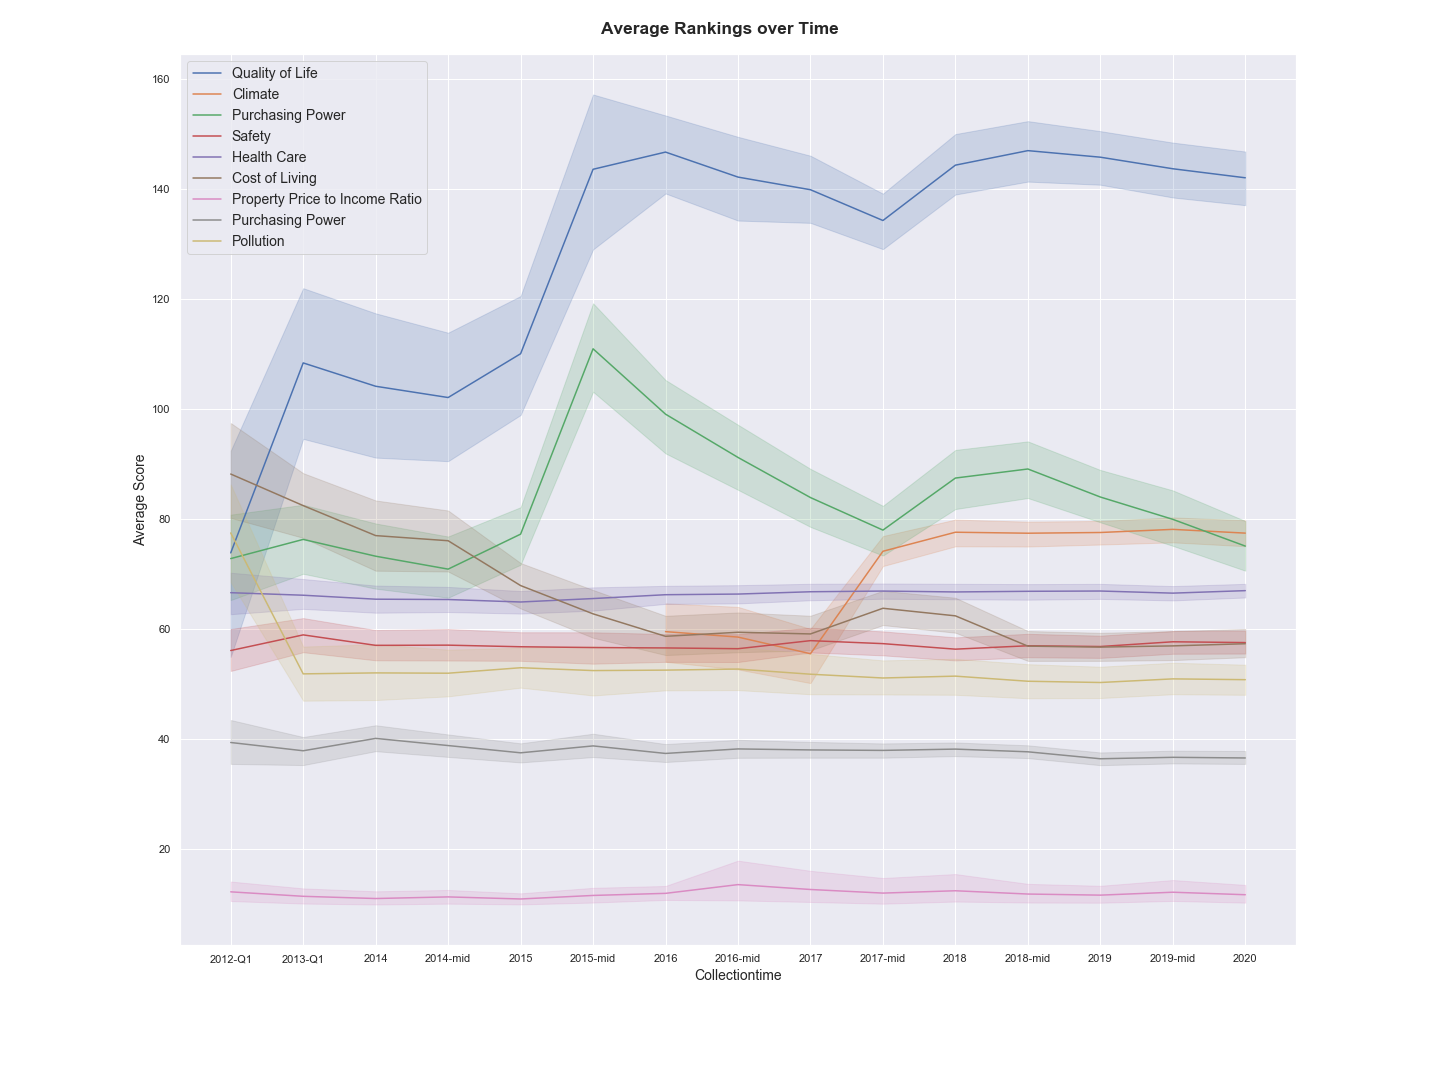 Average Rankings over Time
Quality of Life
Climate
Purchasing Power
Safety
Health Care
Cost of Living
Property Price to Income Ratio
Purchasing Power
Pollution
160
140
120
100
80
60
40
20
Average Score
2012-Q1 2013-Q1 2014 2014-mid 2015 2015-mid 2016 2016-mid 2017 2017-mid 2018 2018-mid 2019 2019-mid 2020
Collectiontime